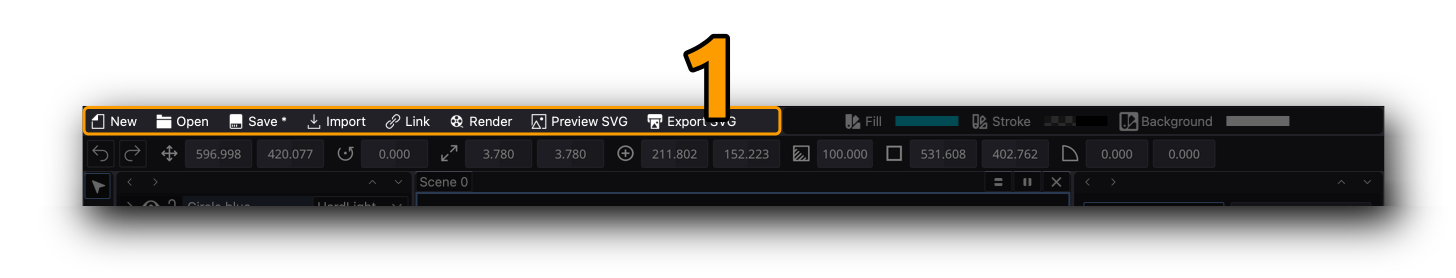 1
New Open Save * Import Link Render Preview SVG Export SVG Fill Stroke Background
596.998 420.077 0.000 3.780 3.780 211.802 152.223 100.000 531.608 402.762 0.000 0.000
Scene 0
Circle blue HardLight